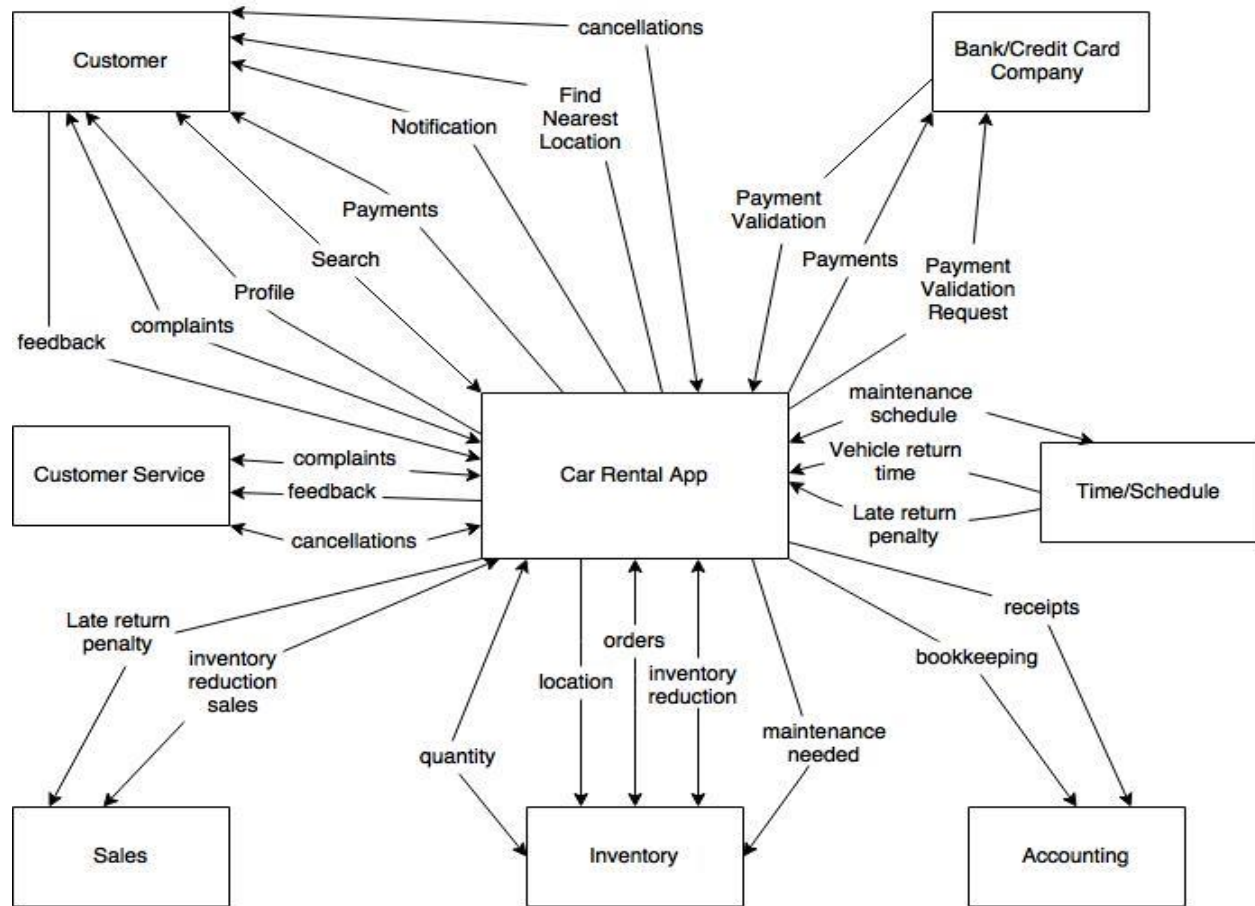 cancellations
Customer
Bank/Credit Card
Company
Find
Nearest
Location
Notification
Payments
Payment
Validation
Search
Payments
Payment
Validation
Request
Profile
complaints
feedback
maintenance
schedule
Customer Service
complaints
feedback
cancellations
Car Rental App
Vehicle return
time
Late return
penalty
Time/Schedule
Late return
penalty
inventory
reduction
sales
quantity
location
orders
inventory
reduction
maintenance
needed
bookkeeping
receipts
Sales
Inventory
Accounting